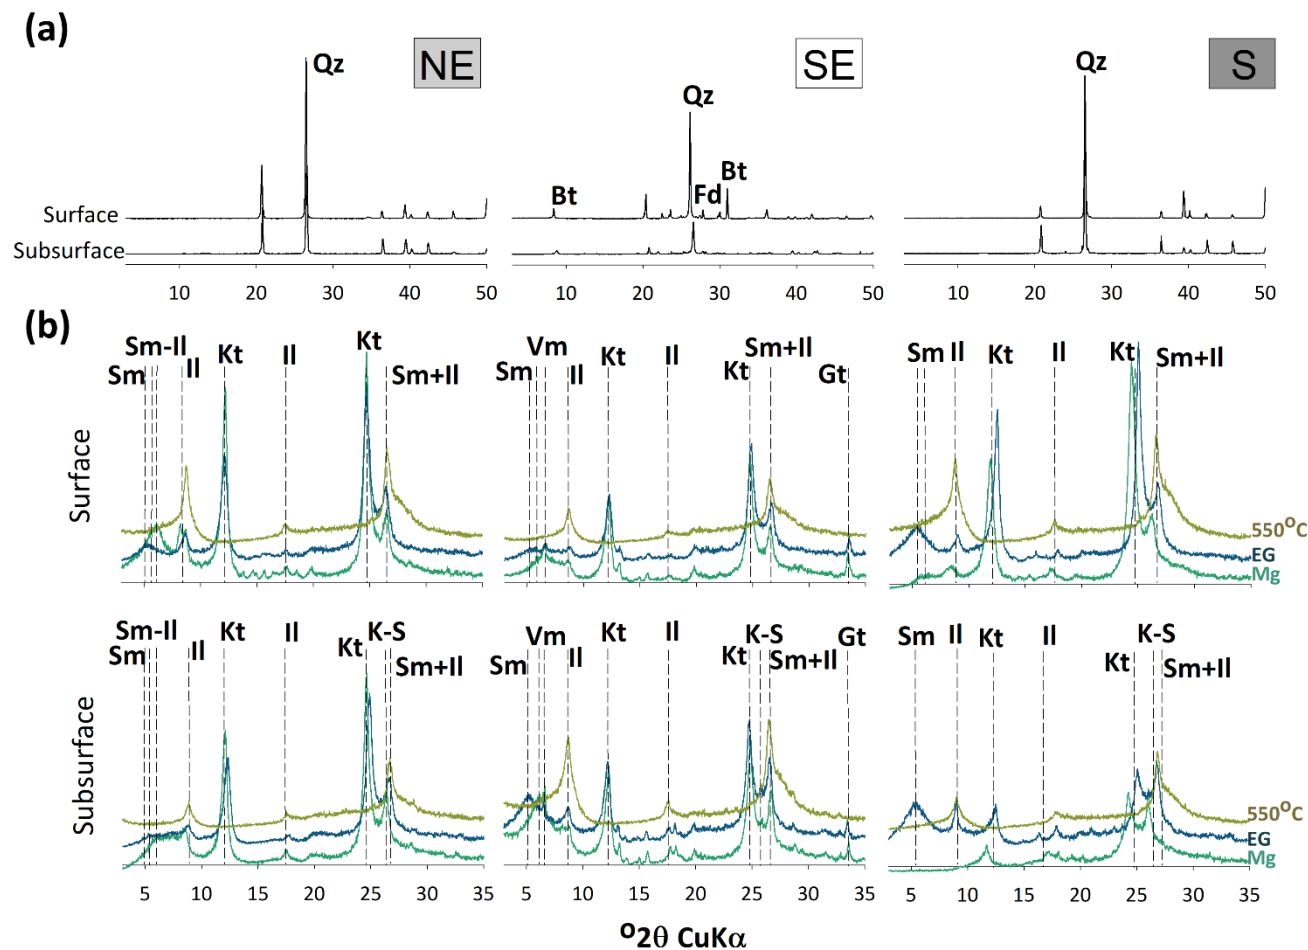 (a)
NE
SE
S
Qz
Qz
Qz
Bt
Fd
Bt
Surface
Subsurface
10 20 30 40 50
10 20 30 40 50
10 20 30 40 50
(b)
Surface
Sm
Sm-Il
Il
Kt
Il
Kt
Sm+Il
Sm
Vm
Il
Kt
Il
Kt
Sm+Il
Gt
Sm
Il
Kt
Il
Kt
Sm+Il
550°C
EG
Mg
Subsurface
Sm-Il
Sm
Il
Kt
Il
Kt
K-S
Sm+Il
Sm
Vm
Il
Kt
Il
K-S
Kt
Sm+Il
Gt
Sm
Il
Kt
Il
Kt
K-S
Sm+Il
550°C
EG
Mg
5 10 15 20 25 30 35
5 10 15 20 25 30 35
5 10 15 20 25 30 35
°2θ CuKα